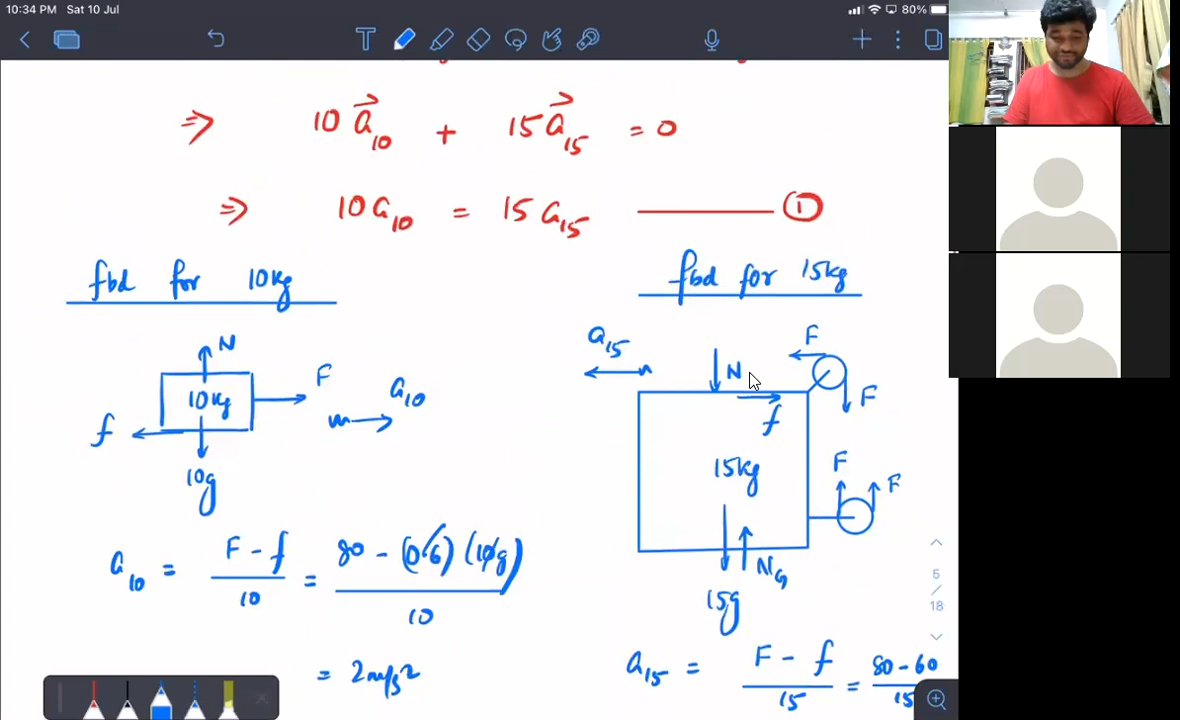 10:34 PM Sat 10 Jul 80%
⇒ 10 a⃗₁₀ + 15 a⃗₁₅ = 0
⇒ 10 a₁₀ = 15 a₁₅ ——— ①
fbd for 10kg
fbd for 15kg
N
F
a₁₀
10kg
f
10g
a₁₅
N
F
F
f
15kg
F
F
N_G
15g
a₁₀ = F - f / 10 = 80 - (0.6) (10g) / 10
= 2 m/s²
a₁₅ = F - f / 15 = 80 - 60 / 15
5
/
18